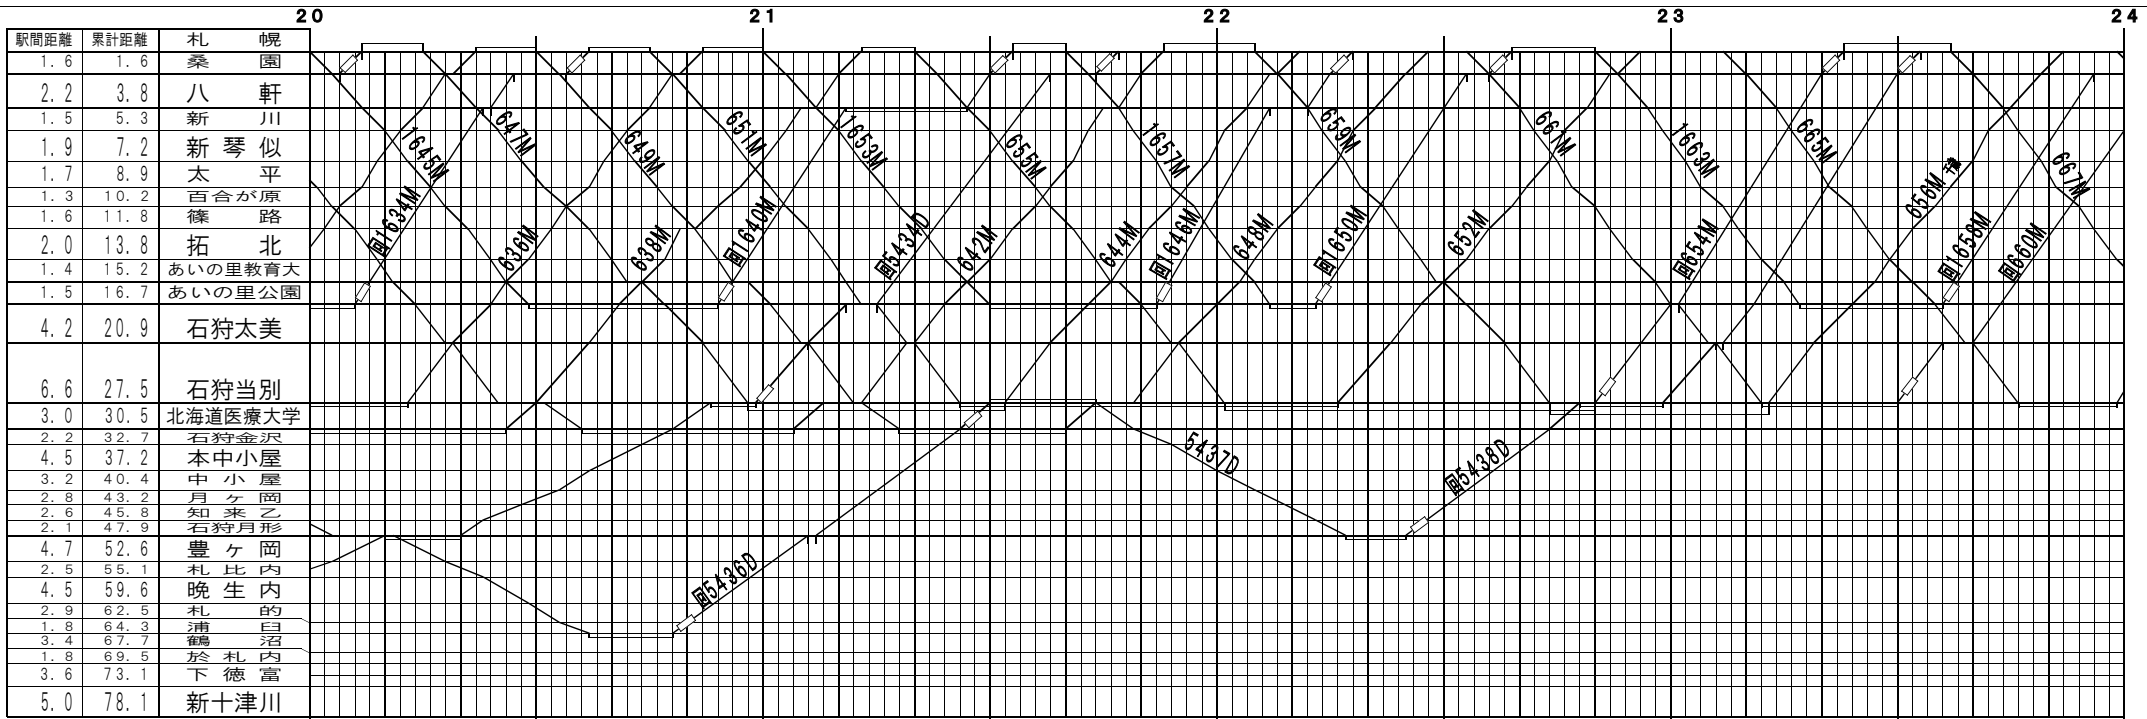 20 21 22 23 24
駅間距離 累計距離 札幌
1.6 1.6 桑園
2.2 3.8 八軒
1.5 5.3 新川
1.9 7.2 新琴似
1.7 8.9 太平
1.3 10.2 百合が原
1.6 11.8 篠路
2.0 13.8 拓北
1.4 15.2 あいの里教育大
1.5 16.7 あいの里公園
4.2 20.9 石狩太美
6.6 27.5 石狩当別
3.0 30.5 北海道医療大学
2.2 32.7 石狩金沢
4.5 37.2 本中小屋
3.2 40.4 中小屋
2.8 43.2 月ヶ岡
2.6 45.8 知来乙
2.1 47.9 石狩月形
4.7 52.6 豊ヶ岡
2.5 55.1 札比内
4.5 59.6 晩生内
2.9 62.5 札的
1.8 64.3 浦臼
3.4 67.7 鶴沼
1.8 69.5 於札内
3.6 73.1 下徳富
5.0 78.1 新十津川
1645M
647M
649M
651M
1653M
655M
1657M
659M
661M
1663M
665M
667M
回1634M
636M
638M
回1640M
回5434D
642M
644M
回1646M
648M
回1650M
652M
回654M
656M
回1658M
回660M
5437D
回5438D
回5436D